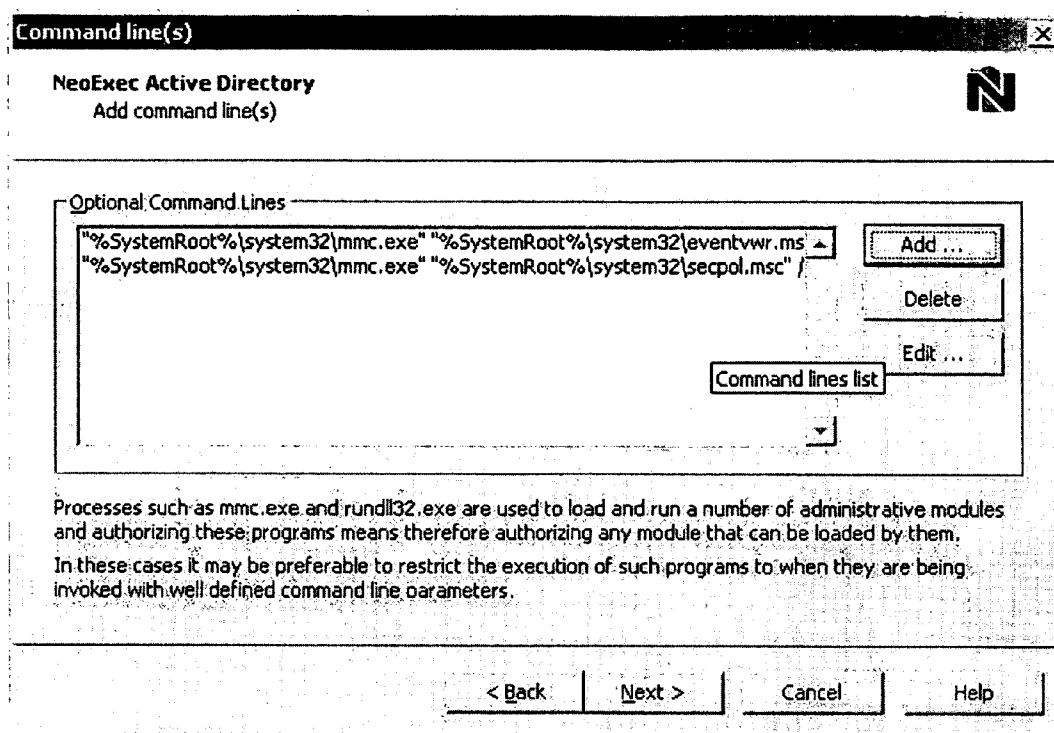 Command line(s)
NeoExec Active Directory
Add command line(s)
N
Optional Command Lines
"%SystemRoot%\system32\mmc.exe" "%SystemRoot%\system32\eventvwr.ms
"%SystemRoot%\system32\mmc.exe" "%SystemRoot%\system32\secpol.msc" /
Add ...
Delete
Edit ...
Command lines list
Processes such as mmc.exe and rundll32.exe are used to load and run a number of administrative modules
and authorizing these programs means therefore authorizing any module that can be loaded by them.
In these cases it may be preferable to restrict the execution of such programs to when they are being
invoked with well defined command line parameters.
< Back
Next >
Cancel
Help